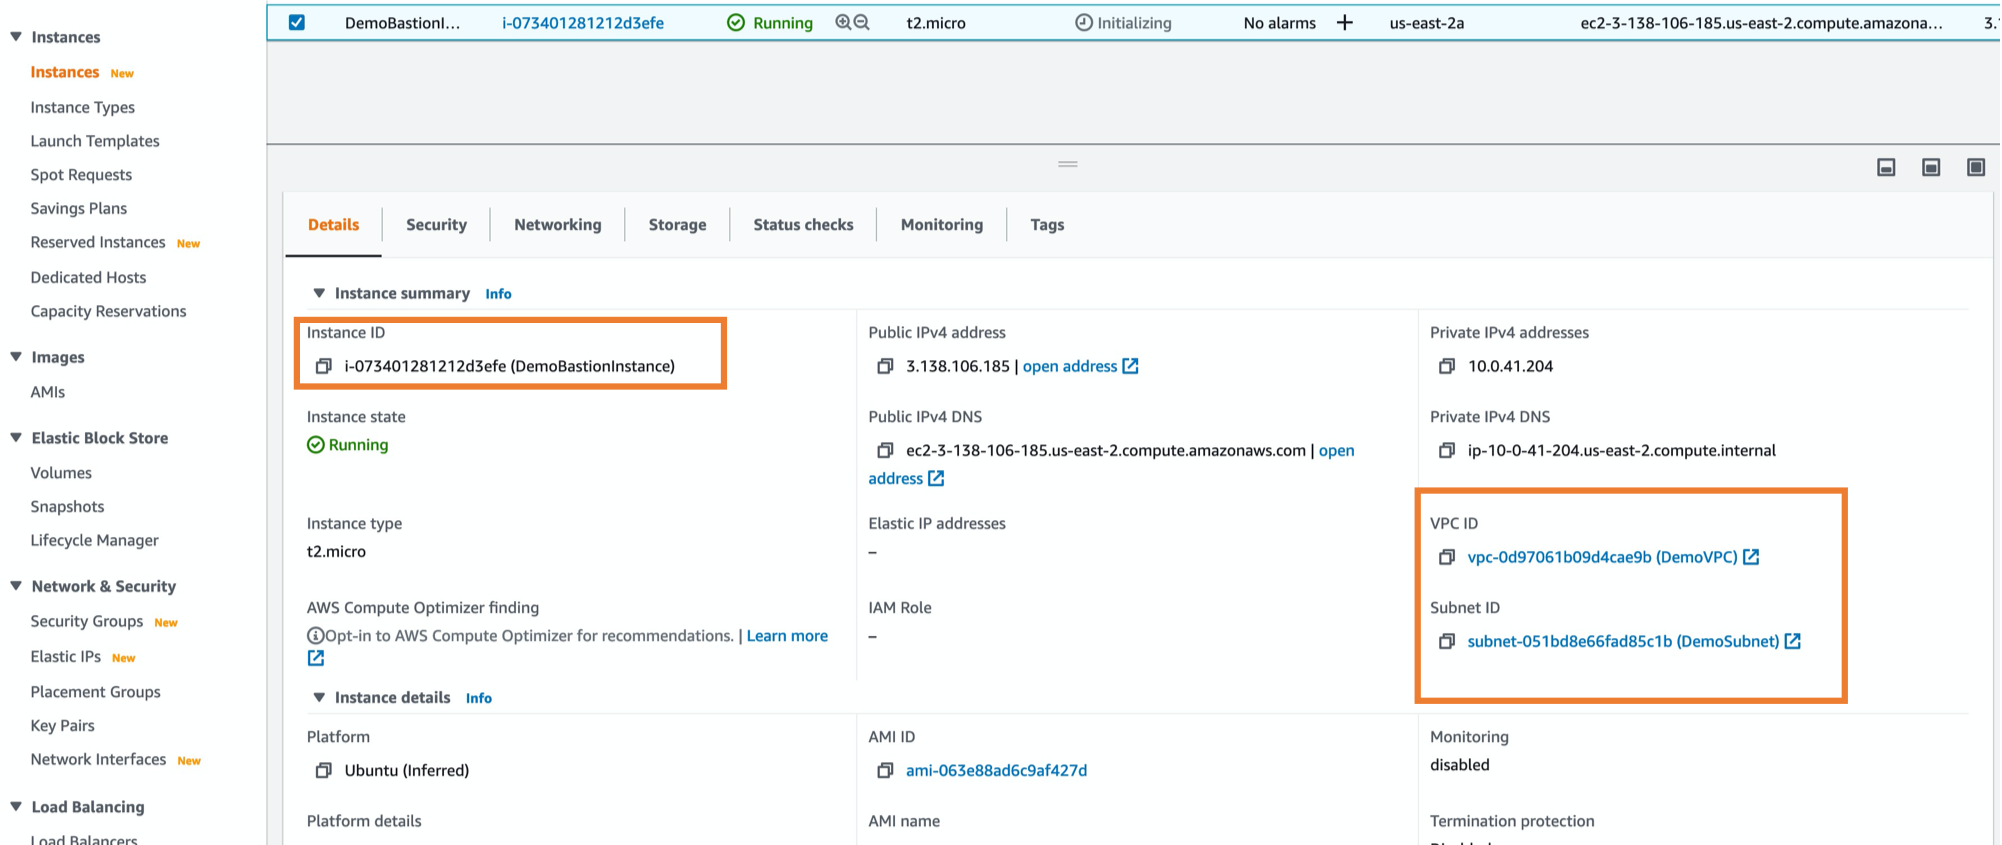 Instances
Instances New
Instance Types
Launch Templates
Spot Requests
Savings Plans
Reserved Instances New
Dedicated Hosts
Capacity Reservations
Images
AMIs
Elastic Block Store
Volumes
Snapshots
Lifecycle Manager
Network & Security
Security Groups New
Elastic IPs New
Placement Groups
Key Pairs
Network Interfaces New
Load Balancing
Load Balancers
DemoBastionI... i-073401281212d3efe Running t2.micro Initializing No alarms + us-east-2a ec2-3-138-106-185.us-east-2.compute.amazona...
Details Security Networking Storage Status checks Monitoring Tags
Instance summary Info
Instance ID
i-073401281212d3efe (DemoBastionInstance)
Public IPv4 address
3.138.106.185 | open address
Private IPv4 addresses
10.0.41.204
Instance state
Running
Public IPv4 DNS
ec2-3-138-106-185.us-east-2.compute.amazonaws.com | open
address
Private IPv4 DNS
ip-10-0-41-204.us-east-2.compute.internal
Instance type
t2.micro
Elastic IP addresses
–
VPC ID
vpc-0d97061b09d4cae9b (DemoVPC)
AWS Compute Optimizer finding
Opt-in to AWS Compute Optimizer for recommendations. | Learn more
IAM Role
–
Subnet ID
subnet-051bd8e66fad85c1b (DemoSubnet)
Instance details Info
Platform
Ubuntu (Inferred)
AMI ID
ami-063e88ad6c9af427d
Monitoring
disabled
Platform details
AMI name
Termination protection